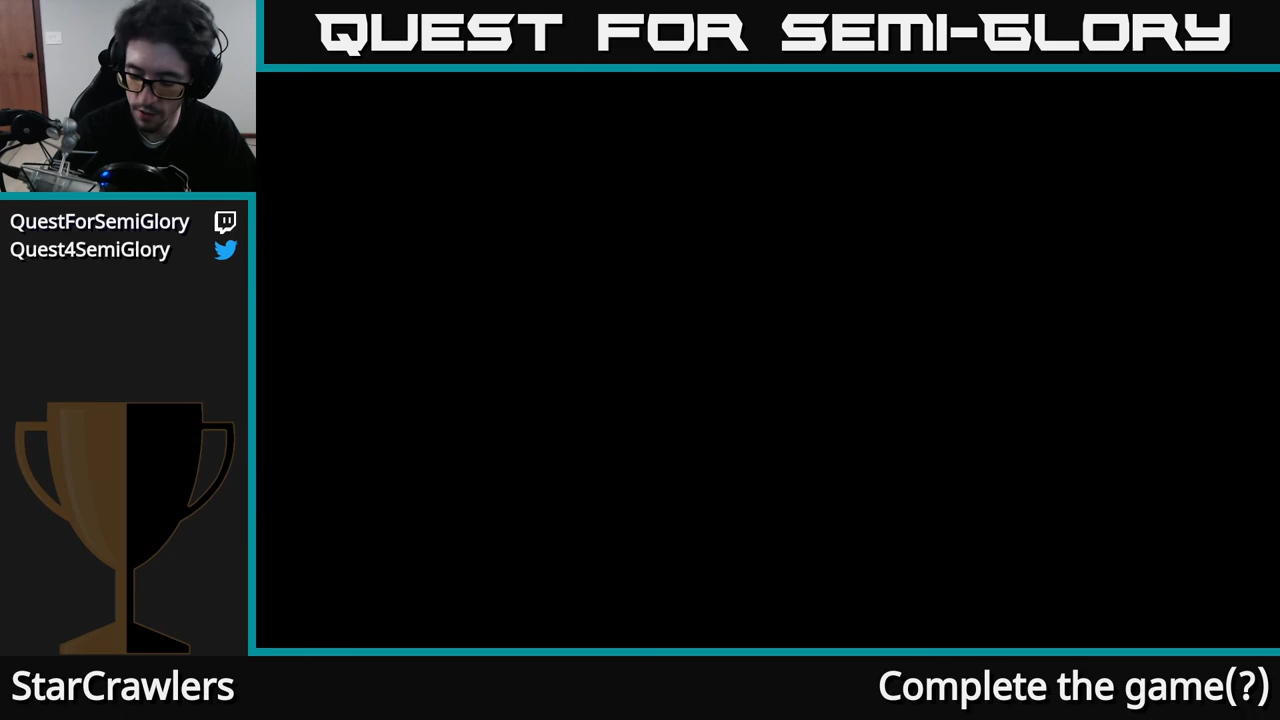 QUEST FOR SEMI-GLORY
QuestForSemiGlory
Quest4SemiGlory
StarCrawlers
Complete the game(?)